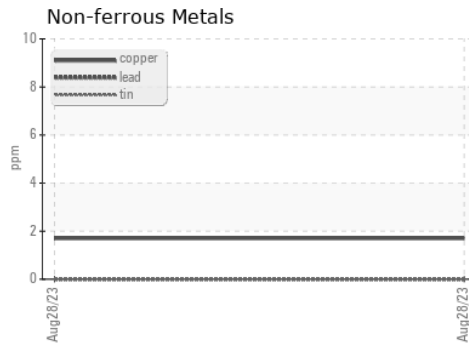 Non-ferrous Metals
10
copper
lead
tin
8
6
ppm
4
2
0
Aug28/23
Aug28/23